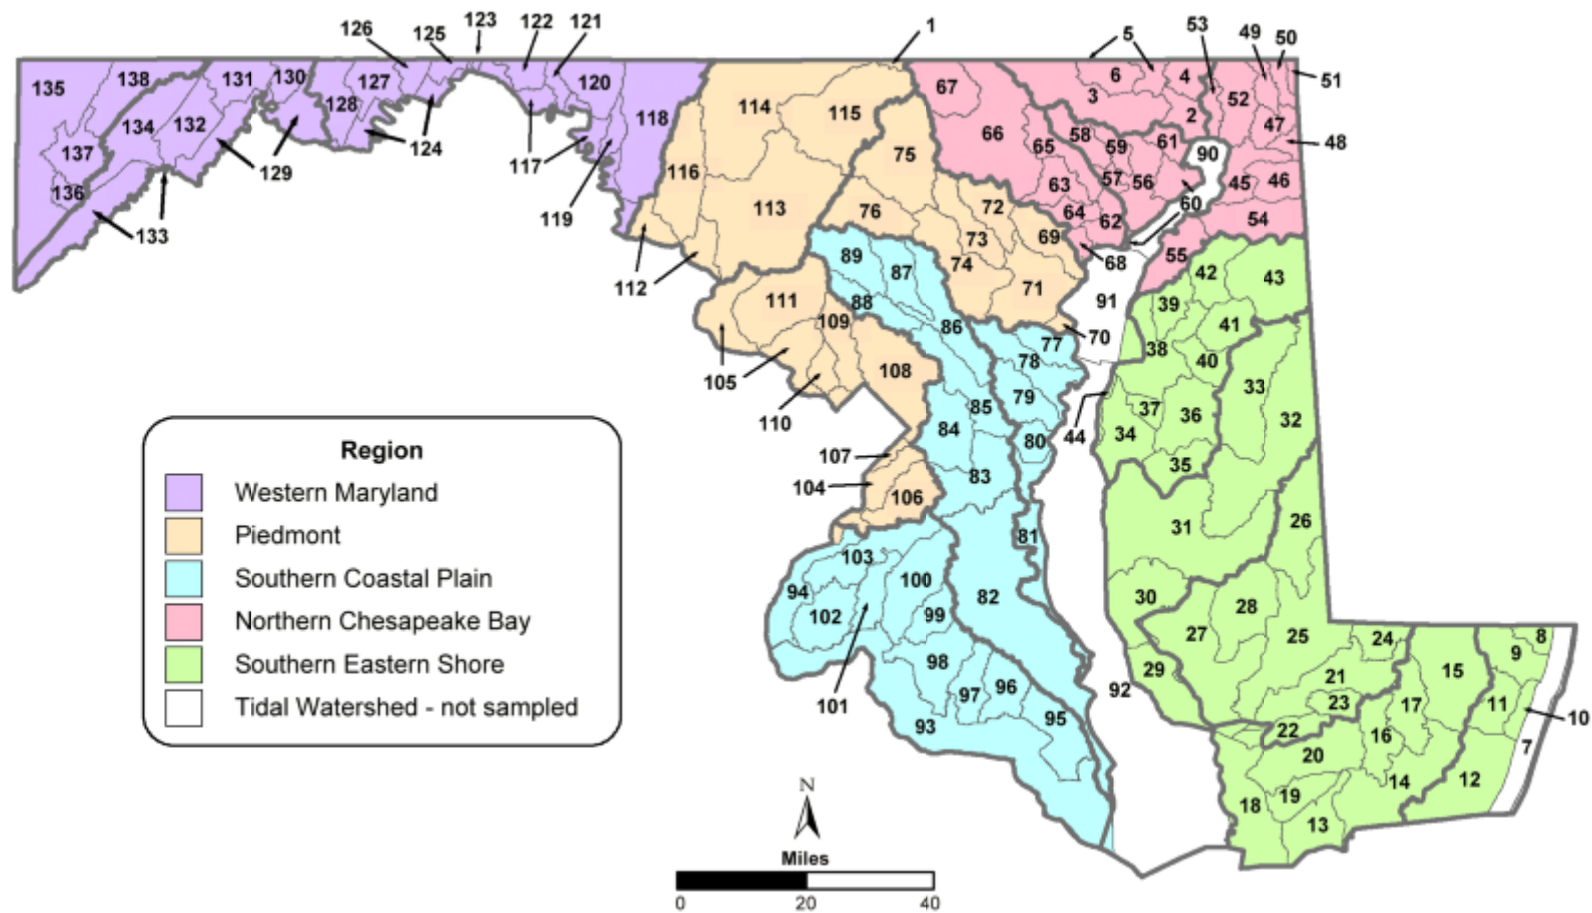 126 125 123 122 121 1 5 53 49 50
135 138 131 130 127 120 67 6 4 52 51
128 118 114 115 3 2 47
134 132 66 58 59 61 90 48
137 129 124 117 116 75 65 57 56 45 46
136 133 119 113 76 72 63 64 62 60 54
112 89 87 73 74 69 68 55 42 43
111 109 88 86 71 91 39 41
105 110 108 77 78 70 38 40 33
85 79 44 37 36 32
Region 84 80 34
Western Maryland 107 104 106 83 35
Piedmont 31 26
Southern Coastal Plain 103 100 81
Northern Chesapeake Bay 94 102 99 82 30 28
Southern Eastern Shore 98 27 25 24 8 9
Tidal Watershed - not sampled 101 97 96 92 29 21 15
93 95 23 17 11 10
22 16 7
20 14 12
N 18 19
Miles 13
0 20 40